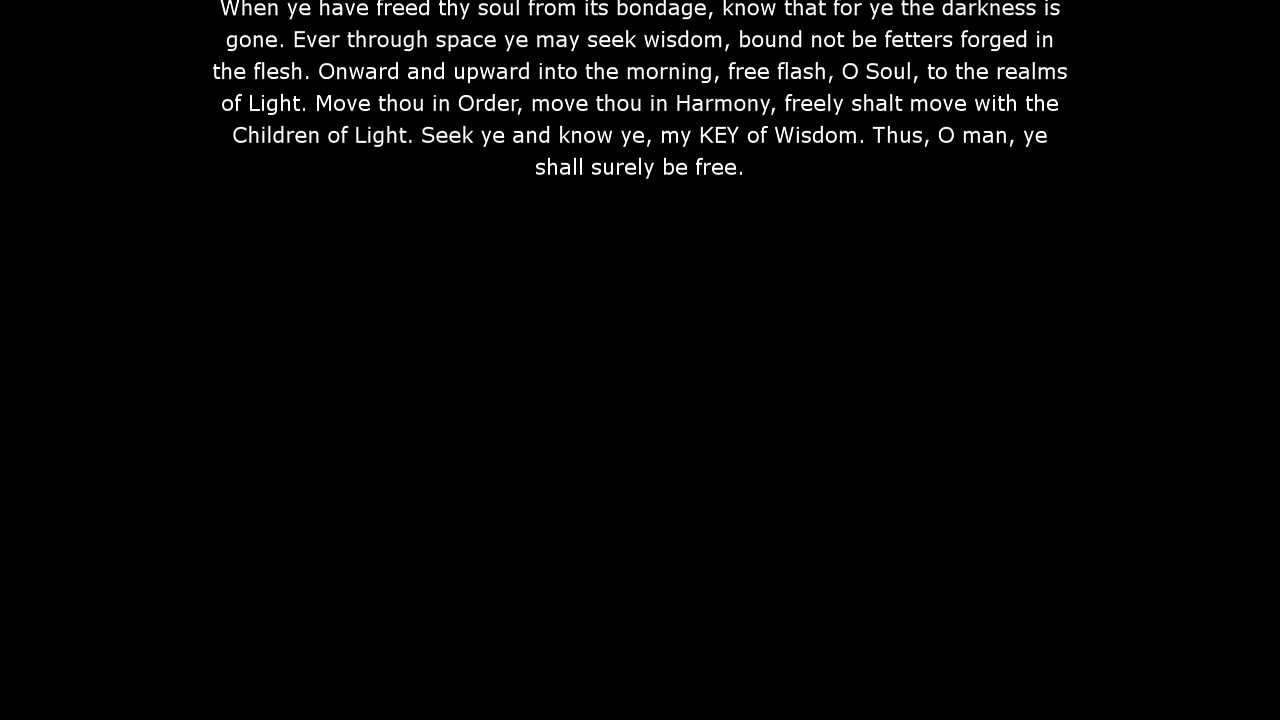 When ye have freed thy soul from its bondage, know that for ye the darkness is
gone. Ever through space ye may seek wisdom, bound not be fetters forged in
the flesh. Onward and upward into the morning, free flash, O Soul, to the realms
of Light. Move thou in Order, move thou in Harmony, freely shalt move with the
Children of Light. Seek ye and know ye, my KEY of Wisdom. Thus, O man, ye
shall surely be free.